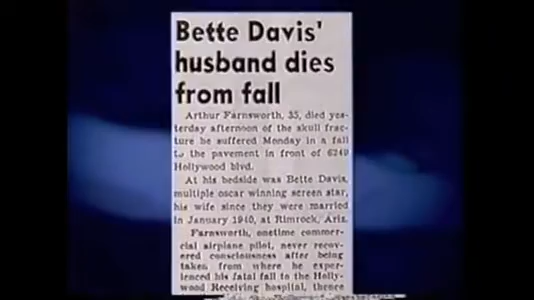 Bette Davis'
husband dies
from fall
Arthur Farnsworth, 35, died yes-
terday afternoon of the skull frac-
ture he suffered Monday in a fall
to the pavement in front of 6249
Hollywood blvd.
At his bedside was Bette Davis,
multiple oscar winning screen star,
his wife since they were married
in January 1940, at Rimrock, Ariz.
Farnsworth, onetime commer-
cial airplane pilot, never recov-
ered consciousness after being
taken from where he expe-
rienced his fatal fall to the Holly-
wood Receiving hospital, thence